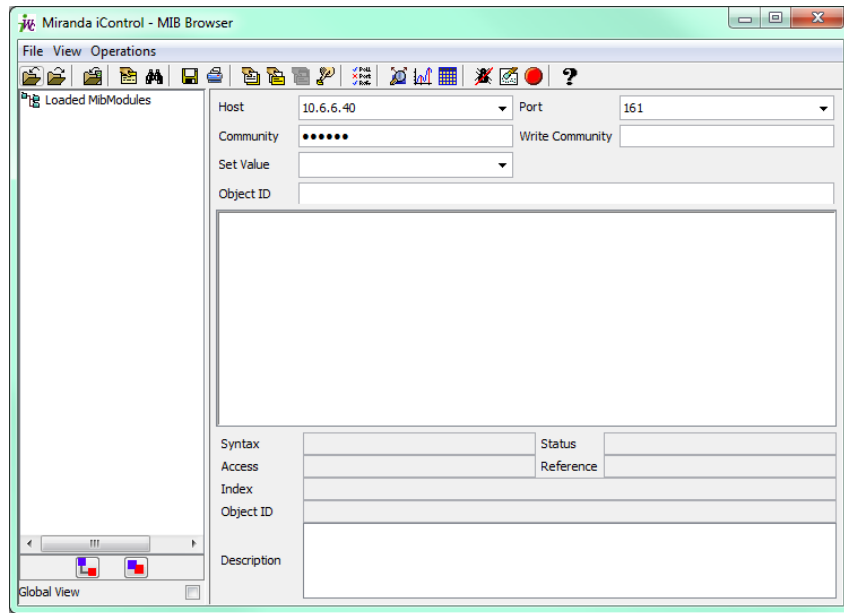 Miranda iControl - MIB Browser
File View Operations
Loaded MibModules
Host 10.6.6.40 Port 161
Community •••••• Write Community
Set Value
Object ID
Syntax Status
Access Reference
Index
Object ID
Description
Global View